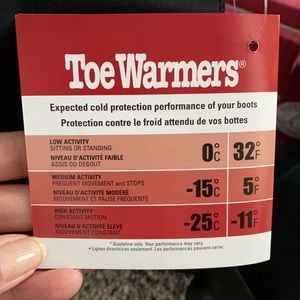 Toe Warmers®
Expected cold protection performance of your boots
Protection contre le froid attendu de vos bottes
LOW ACTIVITY
SITTING OR STANDING
NIVEAU D'ACTIVITÉ FAIBLE
ASSIS OU DEBOUT
0°C 32°F
MEDIUM ACTIVITY
FREQUENT MOVEMENT and STOPS
NIVEAU D'ACTIVITÉ MODÉRÉ
MOUVEMENT ET PAUSE FRÉQUENTE
-15°C 5°F
HIGH ACTIVITY
CONSTANT MOTION
NIVEAU D'ACTIVITÉ ÉLEVÉ
MOUVEMENT CONSTANT
-25°C -11°F
* Guideline only. Your performance may vary.
• Lignes directrices seulement. Les performances peuvent varier